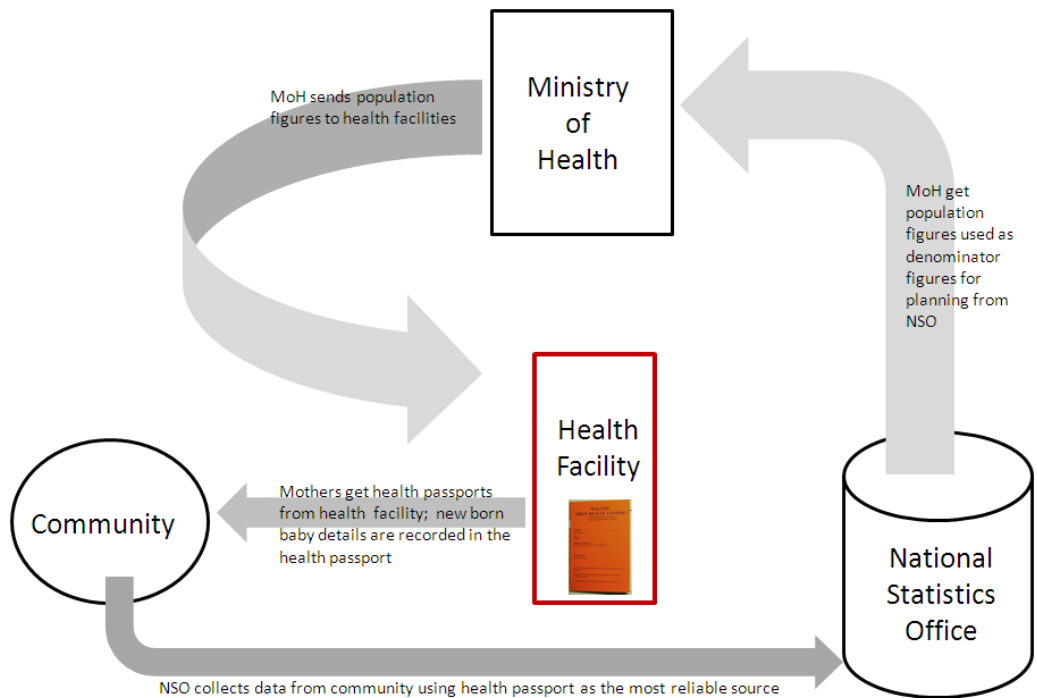 MoH sends population
figures to health facilities
Ministry
of
Health
MoH get
population
figures used as
denominator
figures for
planning from
NSO
Health
Facility
Mothers get health passports
from health facility; new born
baby details are recorded in the
health passport
Community
National
Statistics
Office
NSO collects data from community using health passport as the most reliable source